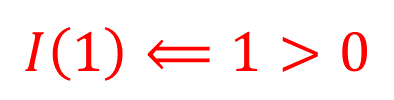 I(1) ⟸ 1 > 0